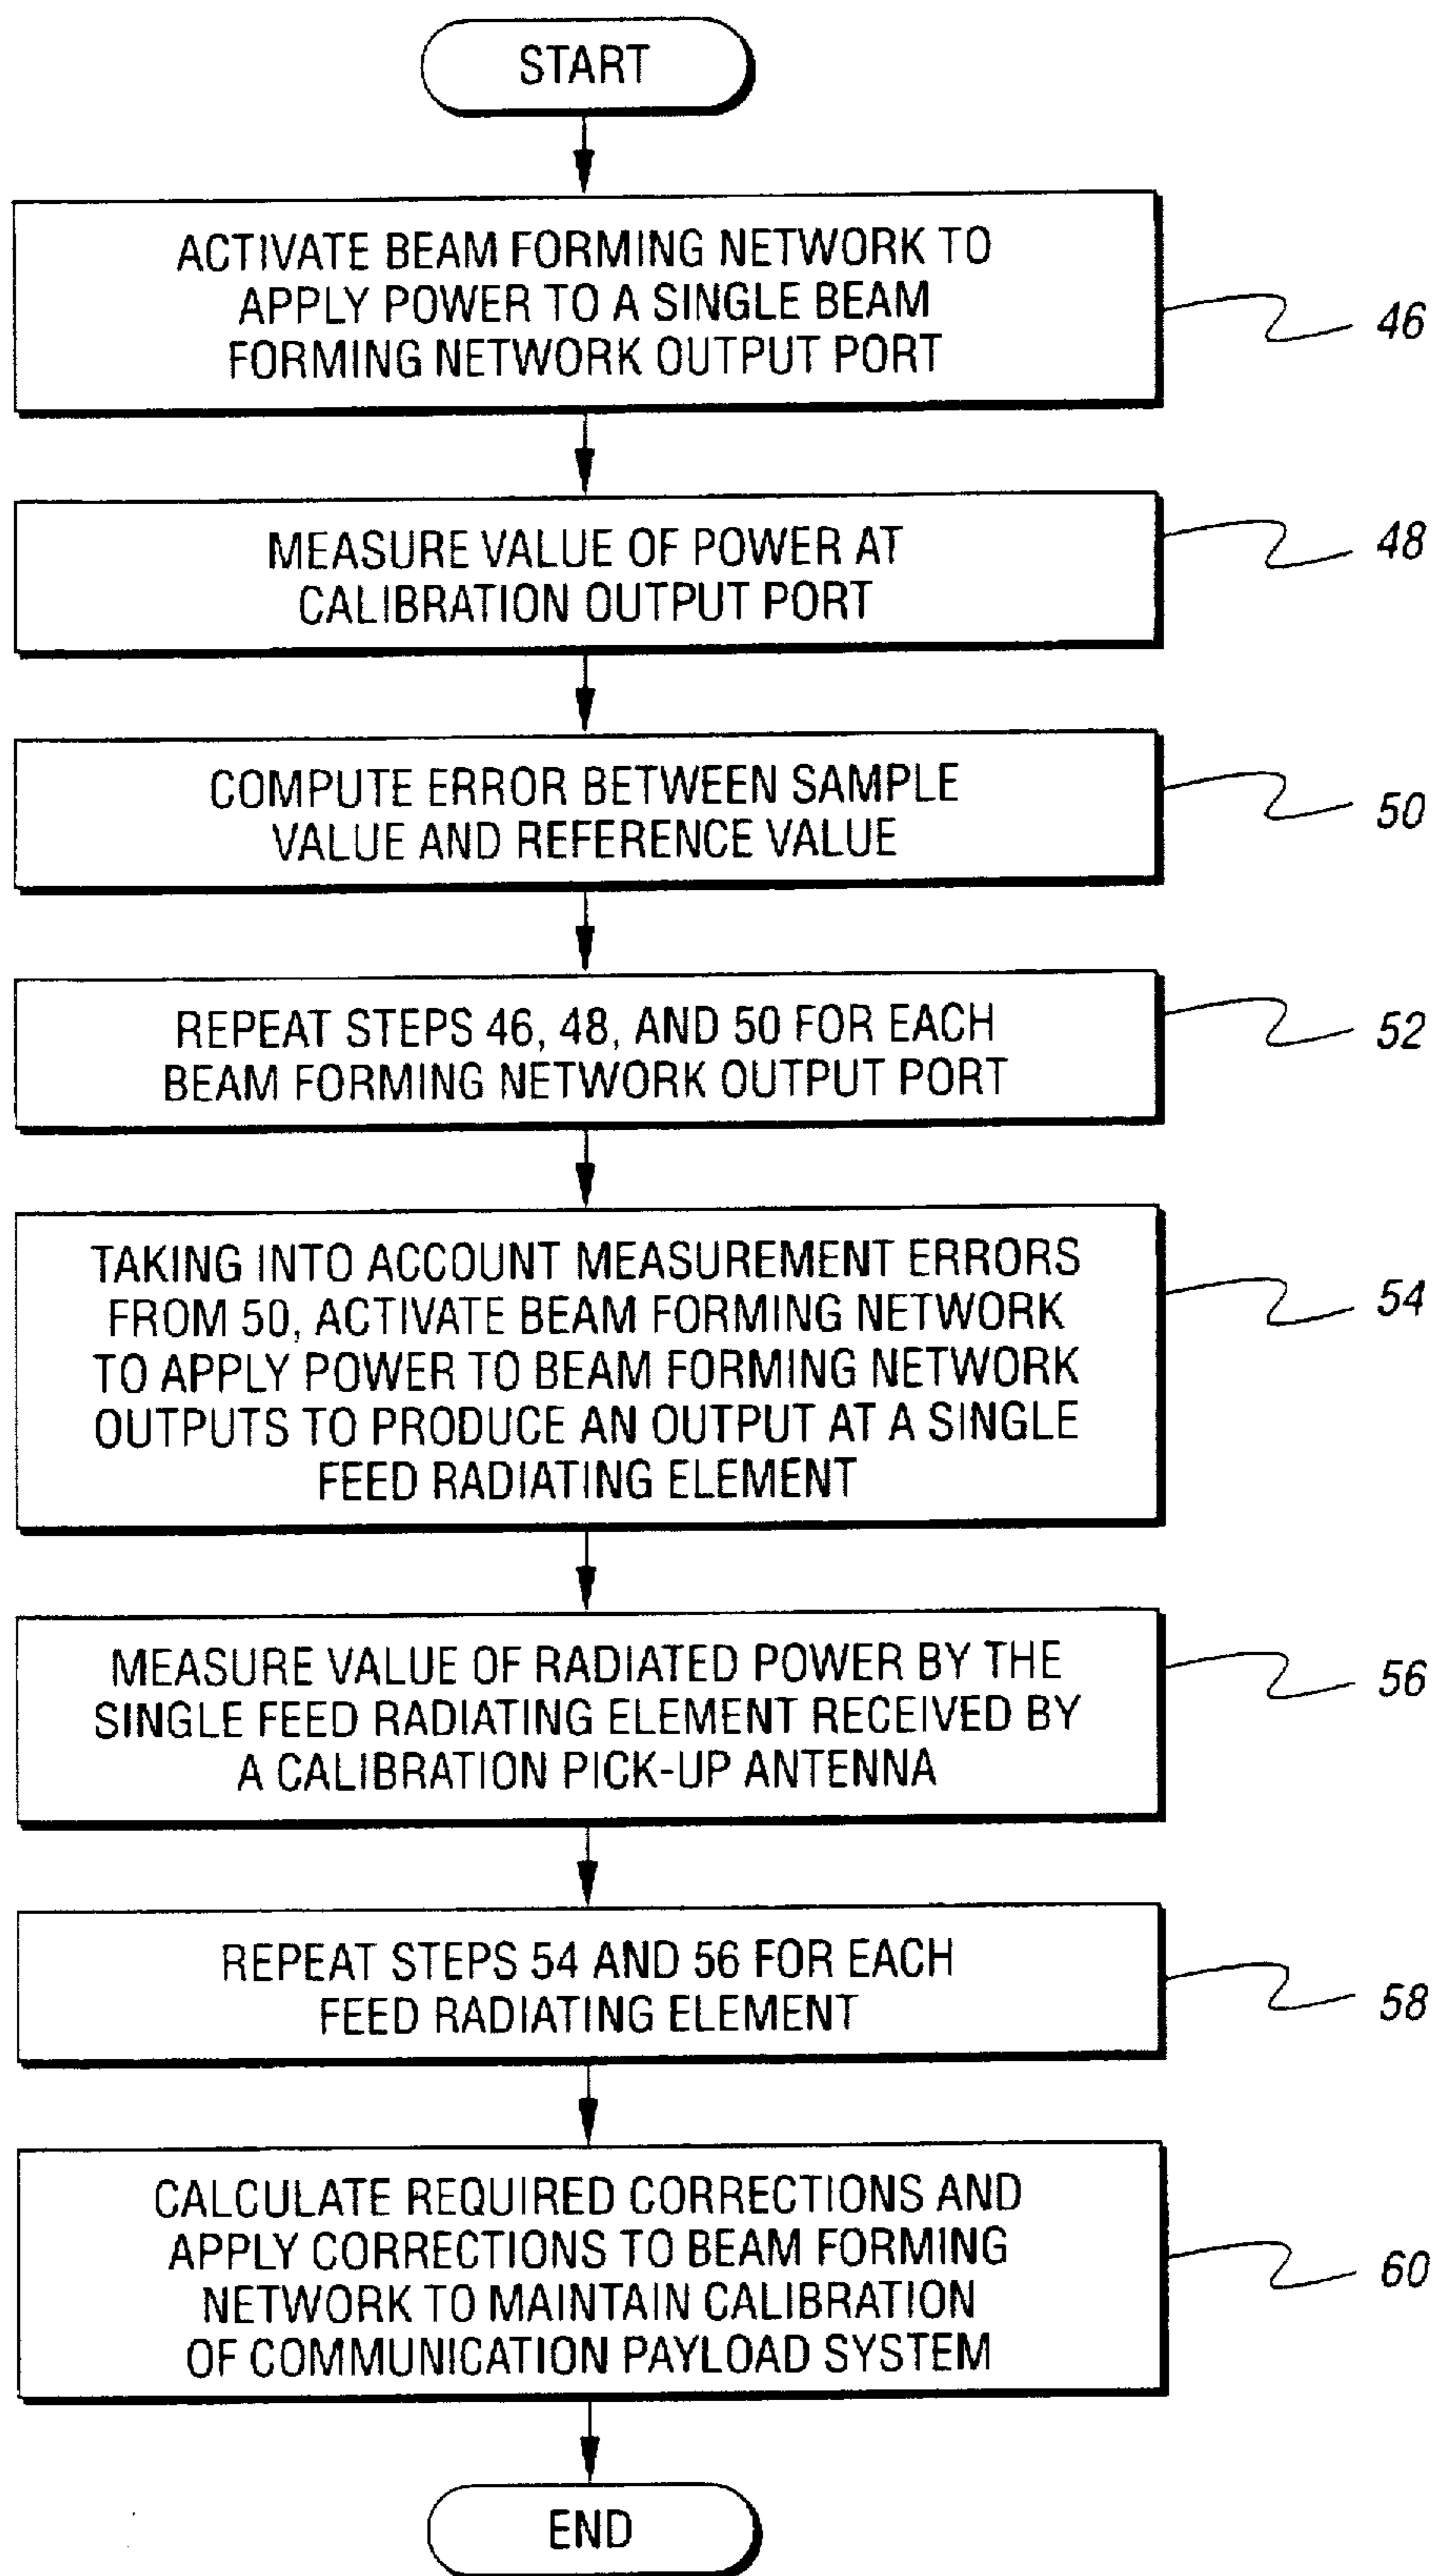 START
ACTIVATE BEAM FORMING NETWORK TO
APPLY POWER TO A SINGLE BEAM
FORMING NETWORK OUTPUT PORT
46
MEASURE VALUE OF POWER AT
CALIBRATION OUTPUT PORT
48
COMPUTE ERROR BETWEEN SAMPLE
VALUE AND REFERENCE VALUE
50
REPEAT STEPS 46, 48, AND 50 FOR EACH
BEAM FORMING NETWORK OUTPUT PORT
52
TAKING INTO ACCOUNT MEASUREMENT ERRORS
FROM 50, ACTIVATE BEAM FORMING NETWORK
TO APPLY POWER TO BEAM FORMING NETWORK
OUTPUTS TO PRODUCE AN OUTPUT AT A SINGLE
FEED RADIATING ELEMENT
54
MEASURE VALUE OF RADIATED POWER BY THE
SINGLE FEED RADIATING ELEMENT RECEIVED BY
A CALIBRATION PICK-UP ANTENNA
56
REPEAT STEPS 54 AND 56 FOR EACH
FEED RADIATING ELEMENT
58
CALCULATE REQUIRED CORRECTIONS AND
APPLY CORRECTIONS TO BEAM FORMING
NETWORK TO MAINTAIN CALIBRATION
OF COMMUNICATION PAYLOAD SYSTEM
60
END